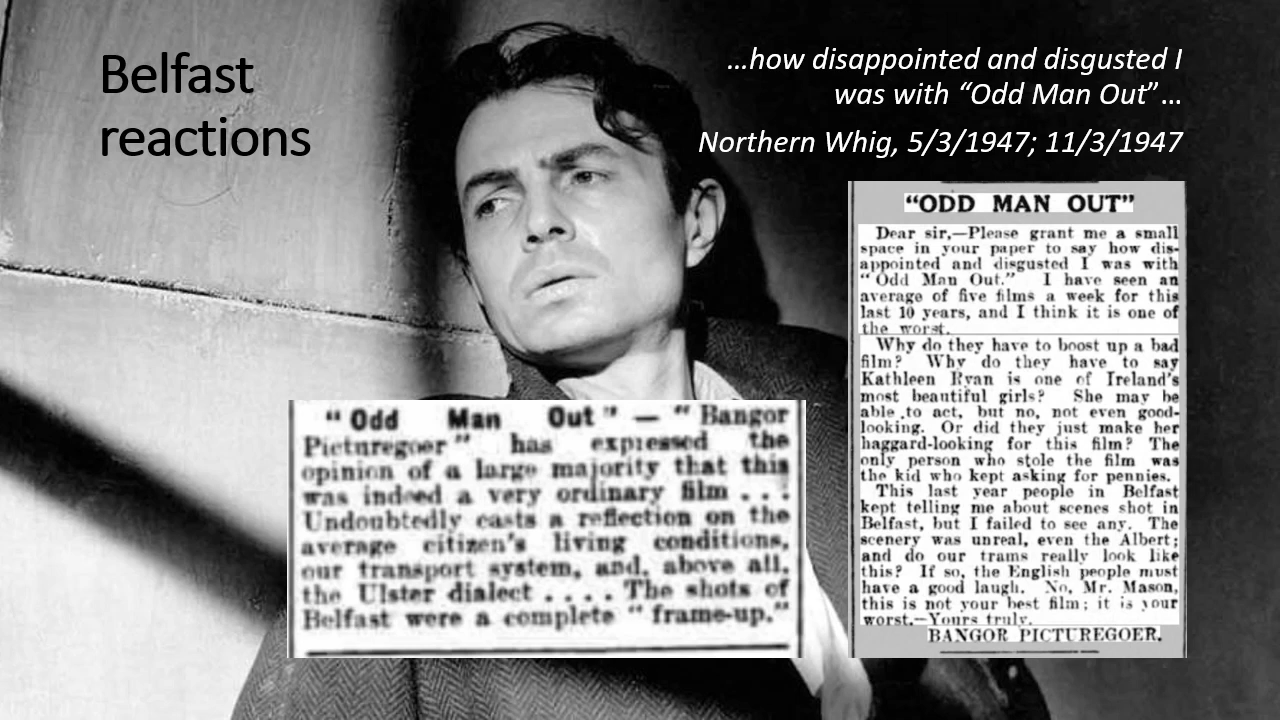 Belfast
reactions
…how disappointed and disgusted I
was with “Odd Man Out”…
Northern Whig, 5/3/1947; 11/3/1947
“ODD MAN OUT”
Dear sir,—Please grant me a small
space in your paper to say how dis-
appointed and disgusted I was with
“Odd Man Out.” I have seen an
average of five films a week for this
last 10 years, and I think it is one of
the worst.
Why do they have to boost up a bad
film? Why do they have to say
Kathleen Ryan is one of Ireland's
most beautiful girls? She may be
able to act, but no, not even good-
looking. Or did they just make her
haggard-looking for this film? The
only person who stole the film was
the kid who kept asking for pennies.
This last year people in Belfast
kept telling me about scenes shot in
Belfast, but I failed to see any. The
scenery was unreal, even the Albert;
and do our trams really look like
this? If so, the English people must
have a good laugh. No, Mr. Mason,
this is not your best film; it is your
worst.—Yours truly,
BANGOR PICTUREGOER.
“Odd Man Out” — “Bangor
Picturegoer” has expressed the
opinion of a large majority that this
was indeed a very ordinary film . . .
Undoubtedly casts a reflection on the
average citizen's living conditions,
our transport system, and, above all,
the Ulster dialect . . . . The shots of
Belfast were a complete “frame-up.”